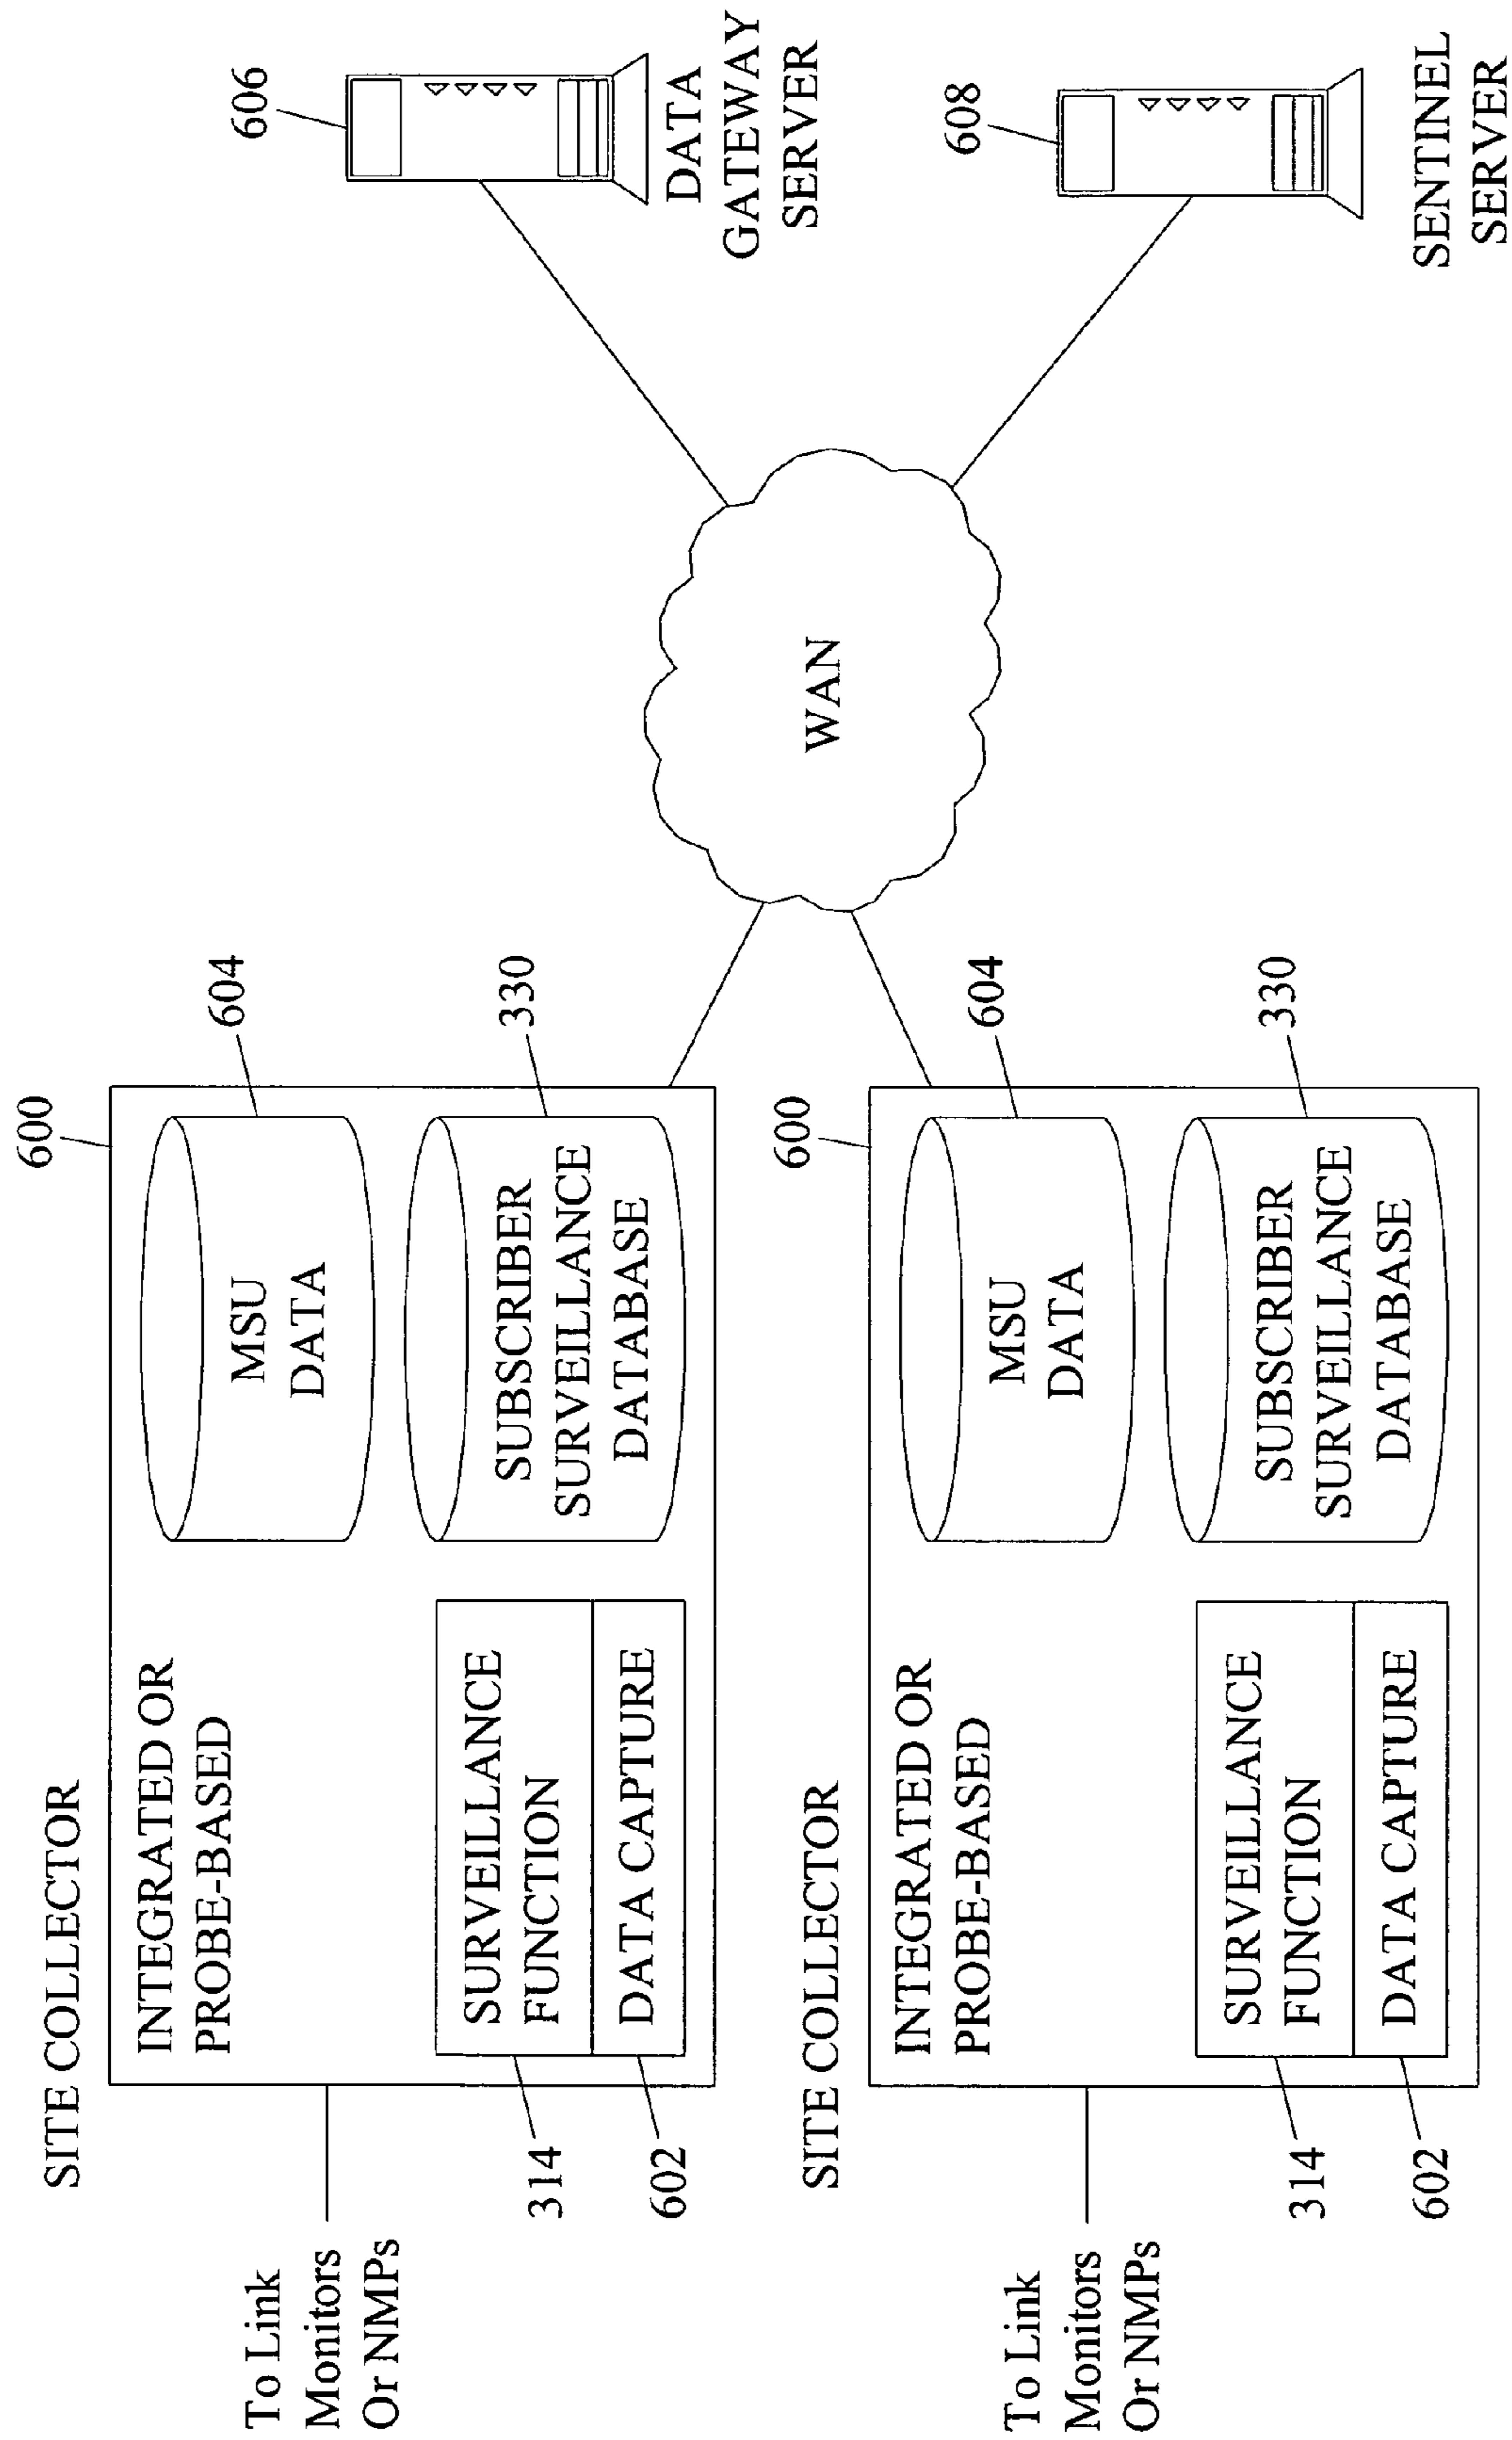 SITE COLLECTOR
600
INTEGRATED OR
PROBE-BASED
604
MSU
DATA
SURVEILLANCE
FUNCTION
DATA CAPTURE
SUBSCRIBER
SURVEILLANCE
DATABASE
330
314
602
To Link
Monitors
Or NMPs
SITE COLLECTOR
600
INTEGRATED OR
PROBE-BASED
604
MSU
DATA
SURVEILLANCE
FUNCTION
DATA CAPTURE
SUBSCRIBER
SURVEILLANCE
DATABASE
330
314
602
To Link
Monitors
Or NMPs
WAN
606
DATA
GATEWAY
SERVER
608
SENTINEL
SERVER